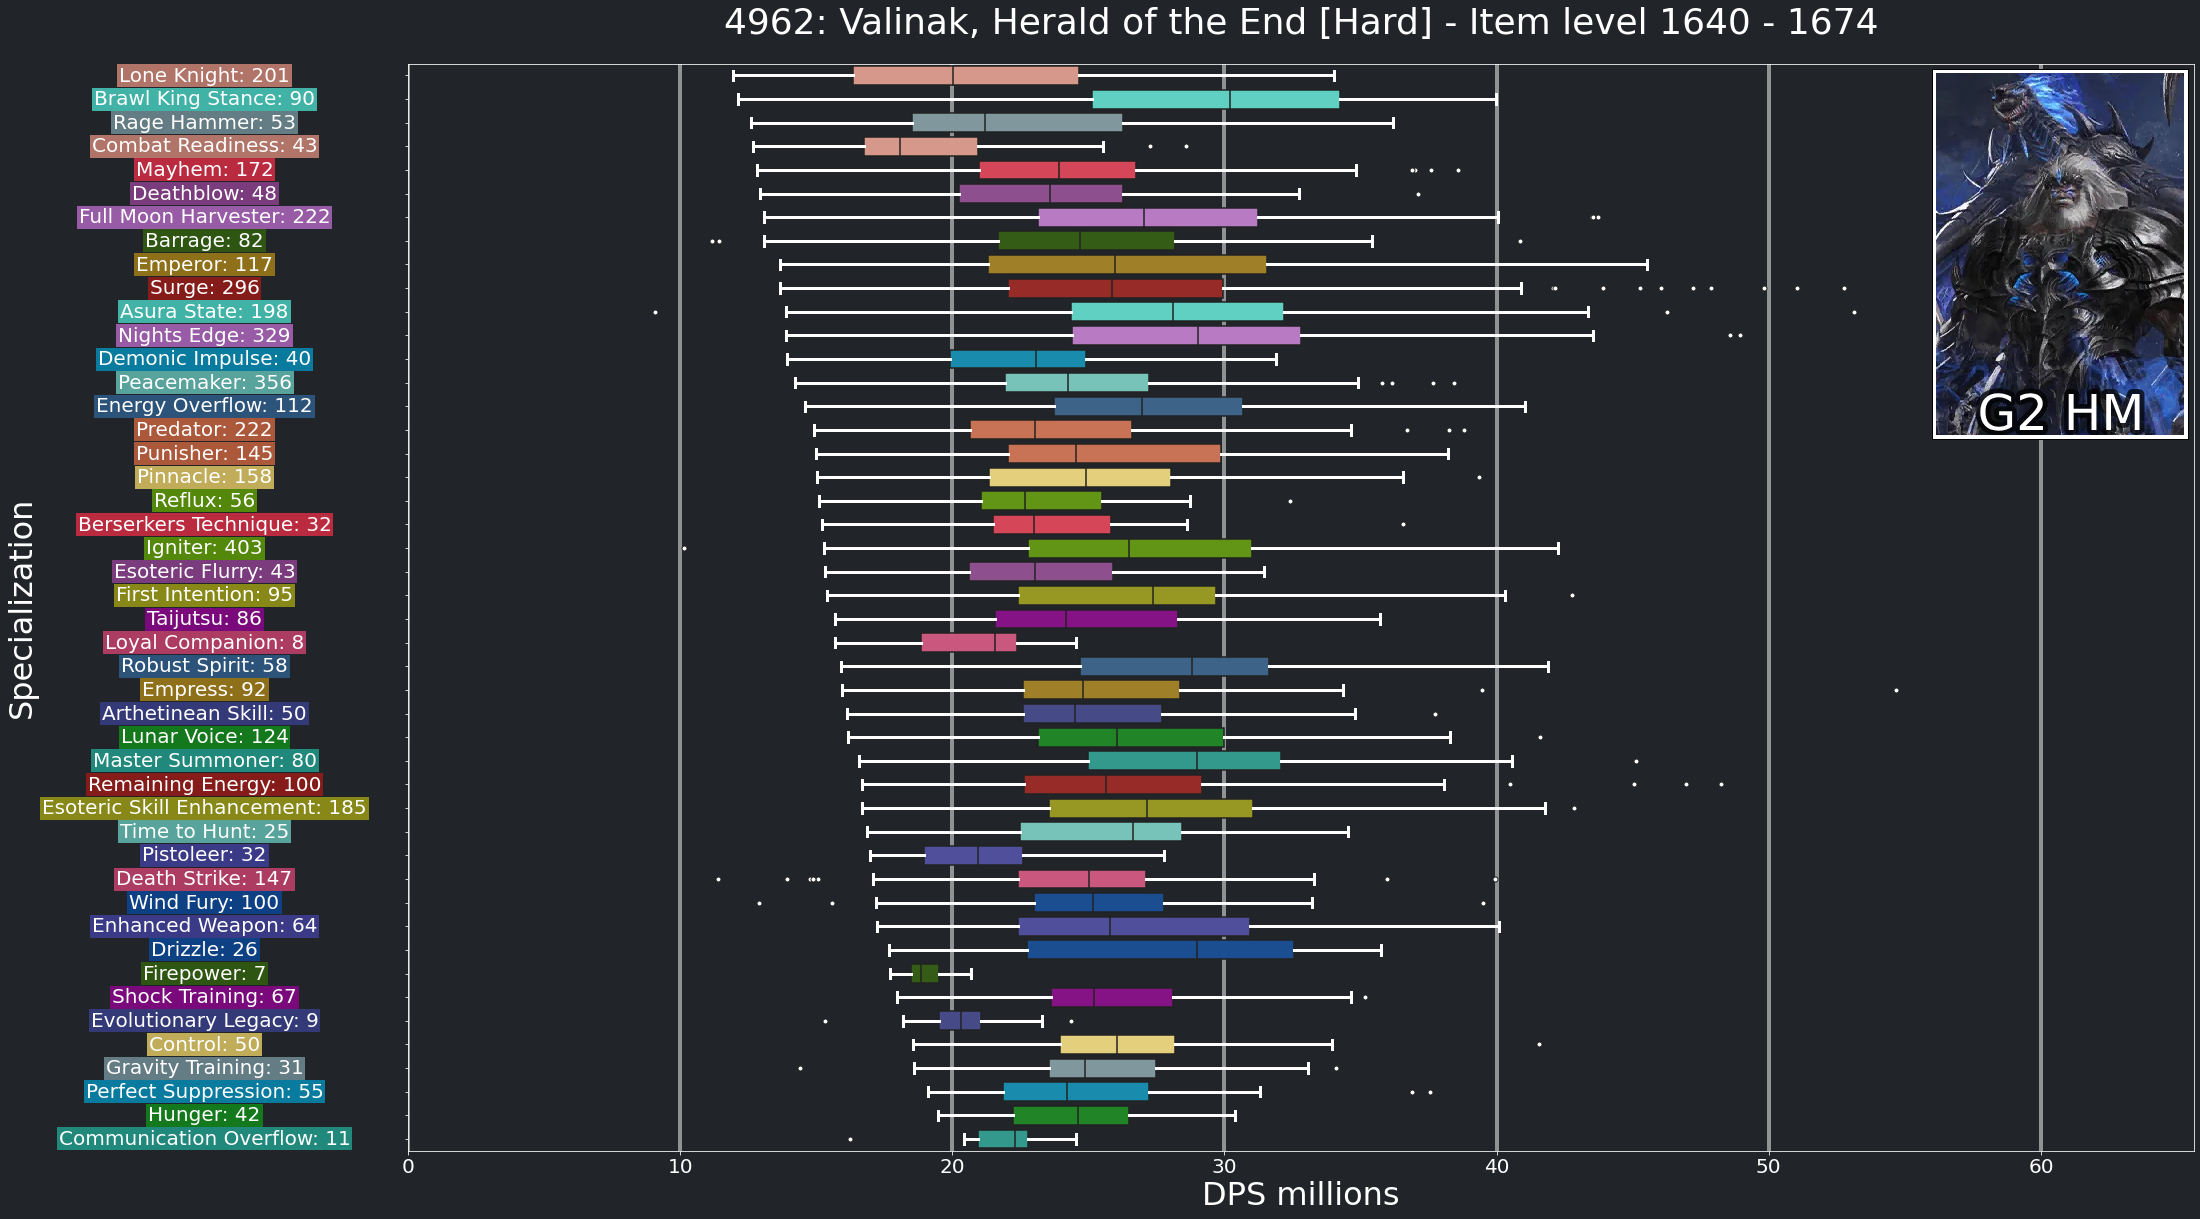 4962: Valinak, Herald of the End [Hard] - Item level 1640 - 1674
Lone Knight: 201
Brawl King Stance: 90
Rage Hammer: 53
Combat Readiness: 43
Mayhem: 172
Deathblow: 48
Full Moon Harvester: 222
Barrage: 82
Emperor: 117
Surge: 296
Asura State: 198
Nights Edge: 329
Demonic Impulse: 40
Peacemaker: 356
Energy Overflow: 112
Predator: 222
Punisher: 145
Pinnacle: 158
Reflux: 56
Berserkers Technique: 32
Igniter: 403
Esoteric Flurry: 43
First Intention: 95
Taijutsu: 86
Loyal Companion: 8
Robust Spirit: 58
Empress: 92
Arthetinean Skill: 50
Lunar Voice: 124
Master Summoner: 80
Remaining Energy: 100
Esoteric Skill Enhancement: 185
Time to Hunt: 25
Pistoleer: 32
Death Strike: 147
Wind Fury: 100
Enhanced Weapon: 64
Drizzle: 26
Firepower: 7
Shock Training: 67
Evolutionary Legacy: 9
Control: 50
Gravity Training: 31
Perfect Suppression: 55
Hunger: 42
Communication Overflow: 11
Specialization
G2 HM
0 10 20 30 40 50 60
DPS millions